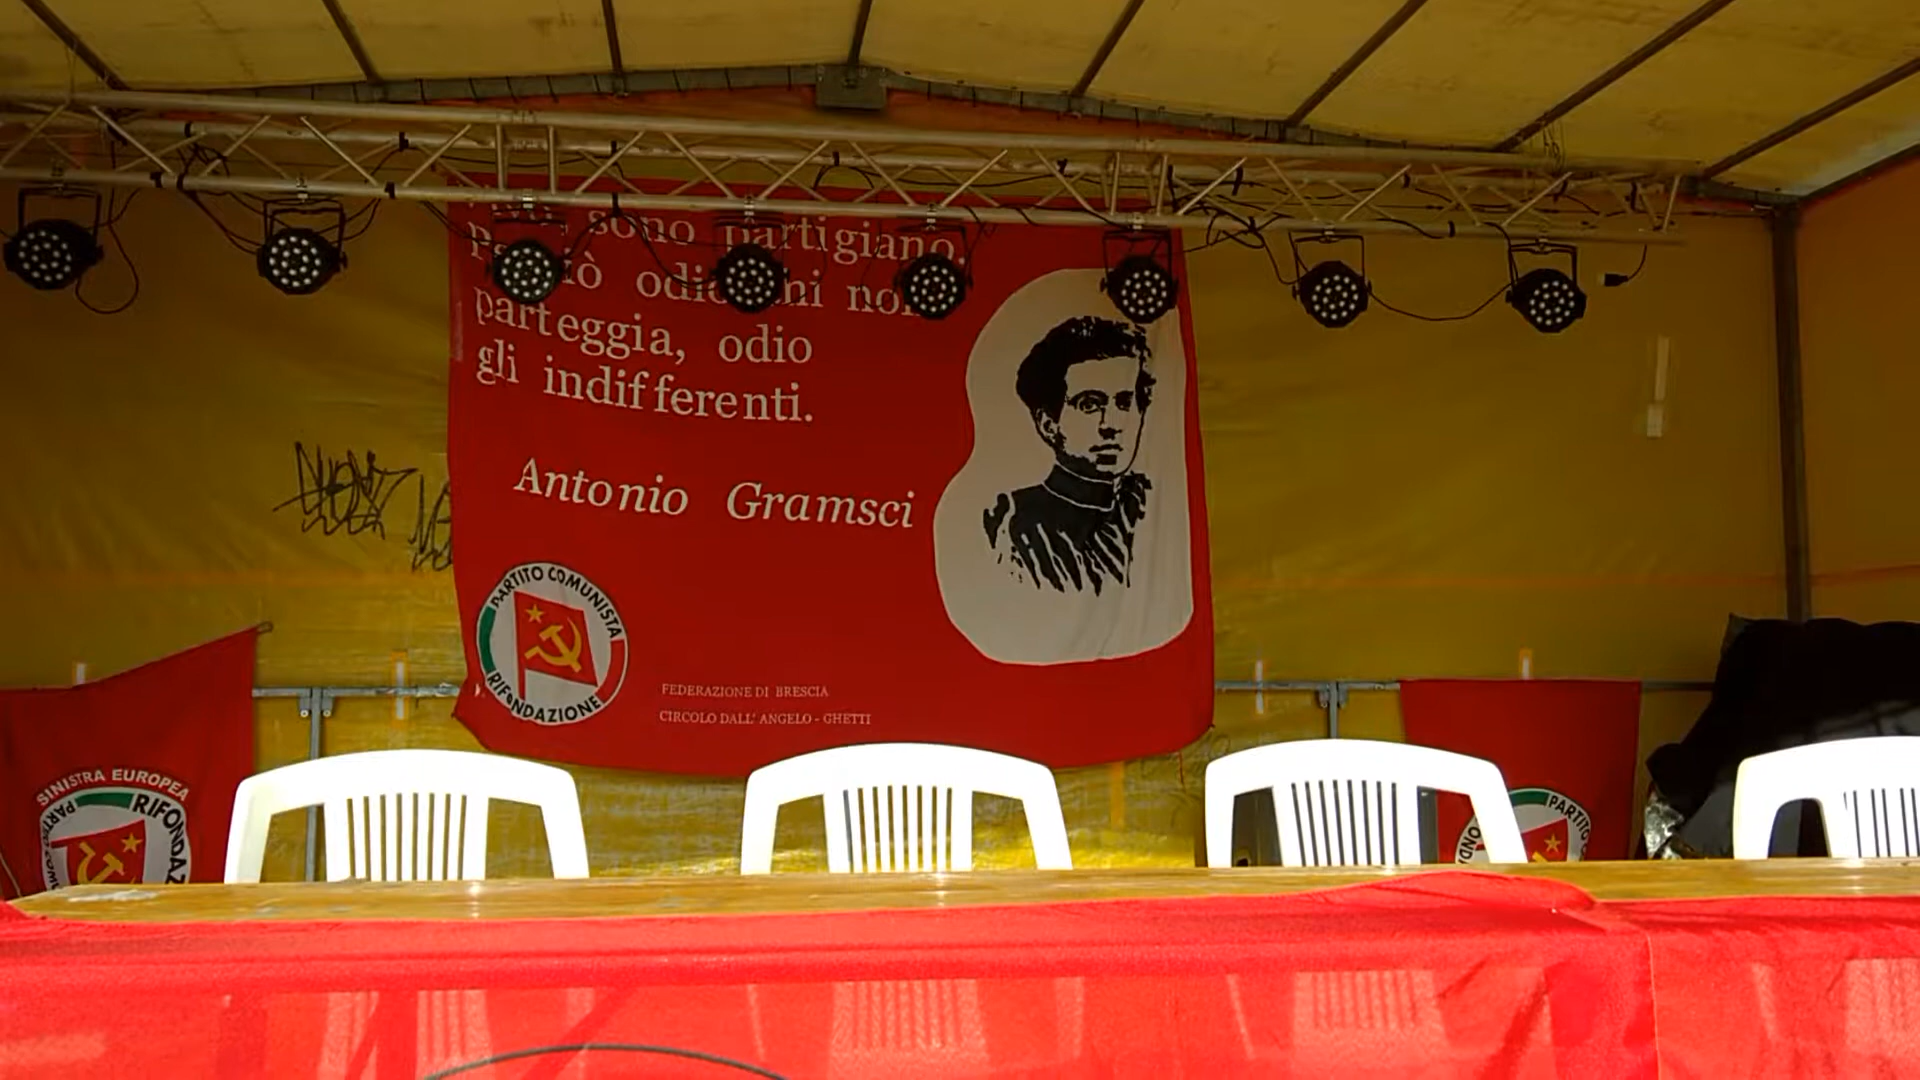 sono partigiano,
odio
parteggia, odio
gli indifferenti.
Antonio Gramsci
PARTITO COMUNISTA
RIFONDAZIONE
FEDERAZIONE DI BRESCIA
CIRCOLO DALL' ANGELO - GHETTI
SINISTRA EUROPEA
PARTITO